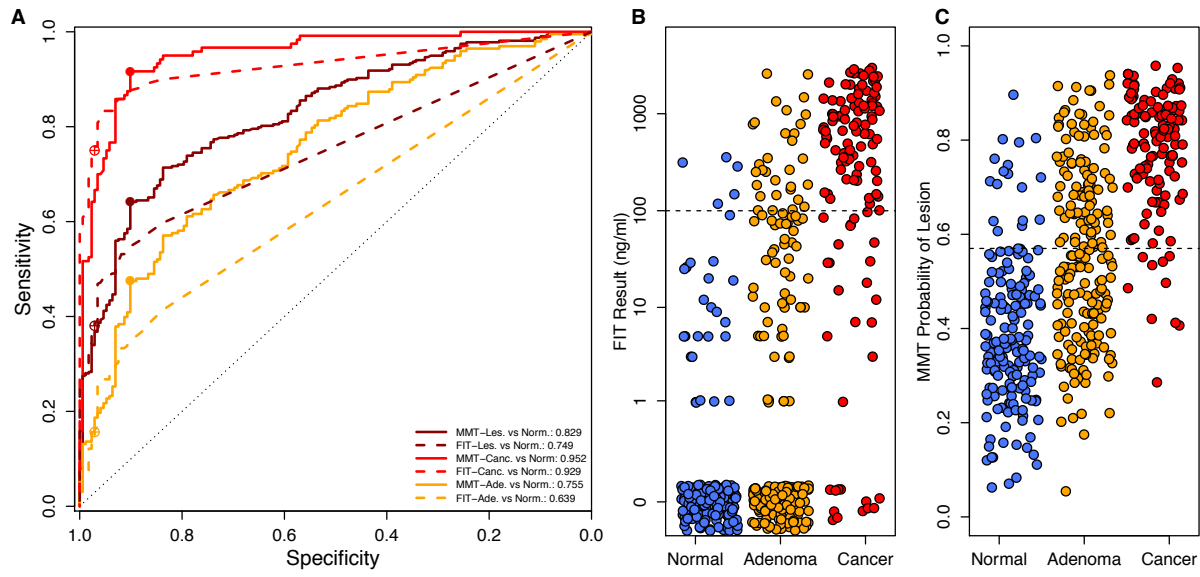 A
Sensitivity
1.0
0.8
0.6
0.4
0.2
0.0
1.0 0.8 0.6 0.4 0.2 0.0
Specificity
MMT−Les. vs Norm.: 0.829
FIT−Les. vs Norm.: 0.749
MMT−Canc. vs Norm: 0.952
FIT−Canc. vs Norm.: 0.929
MMT−Ade. vs Norm.: 0.755
FIT−Ade. vs Norm.: 0.639
B
FIT Result (ng/ml)
1000
100
10
1
0
Normal Adenoma Cancer
C
MMT Probability of Lesion
1.0
0.8
0.6
0.4
0.2
0.0
Normal Adenoma Cancer